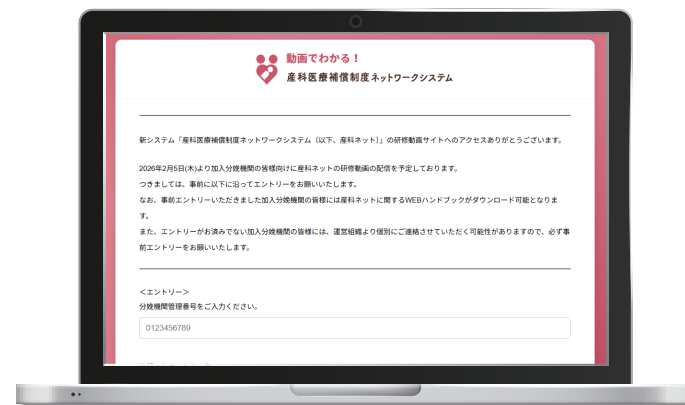 動画でわかる！
産科医療補償制度ネットワークシステム
新システム「産科医療補償制度ネットワークシステム（以下、産科ネット）」の研修動画サイトへのアクセスありがとうございます。
2026年2月5日(木)より加入分娩機関の皆様向けに産科ネットの研修動画の配信を予定しております。
つきましては、事前に以下に沿ってエントリーをお願いいたします。
なお、事前エントリーいただきました加入分娩機関の皆様には産科ネットに関するWEBハンドブックがダウンロード可能となりま
す。
また、エントリーがお済みでない加入分娩機関の皆様には、運営組織より個別にご連絡させていただく可能性がありますので、必ず事
前エントリーをお願いいたします。
＜エントリー＞
分娩機関管理番号をご入力ください。
0123456789